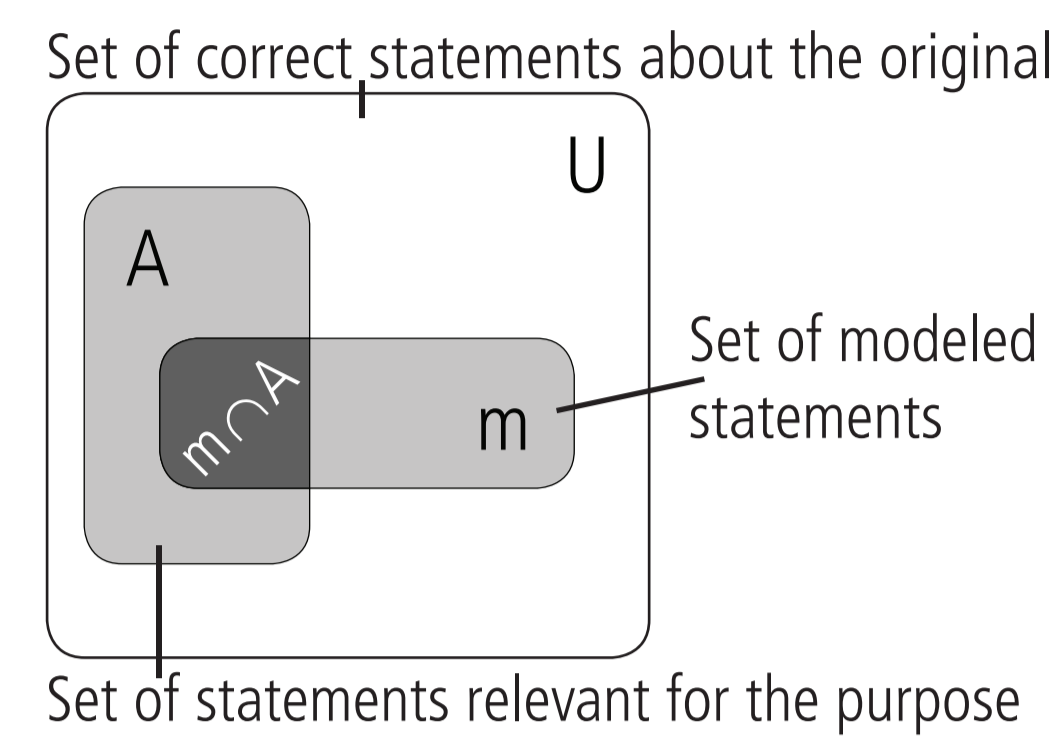 Set of correct statements about the original
U
A
m∩A
m
Set of modeled
statements
Set of statements relevant for the purpose